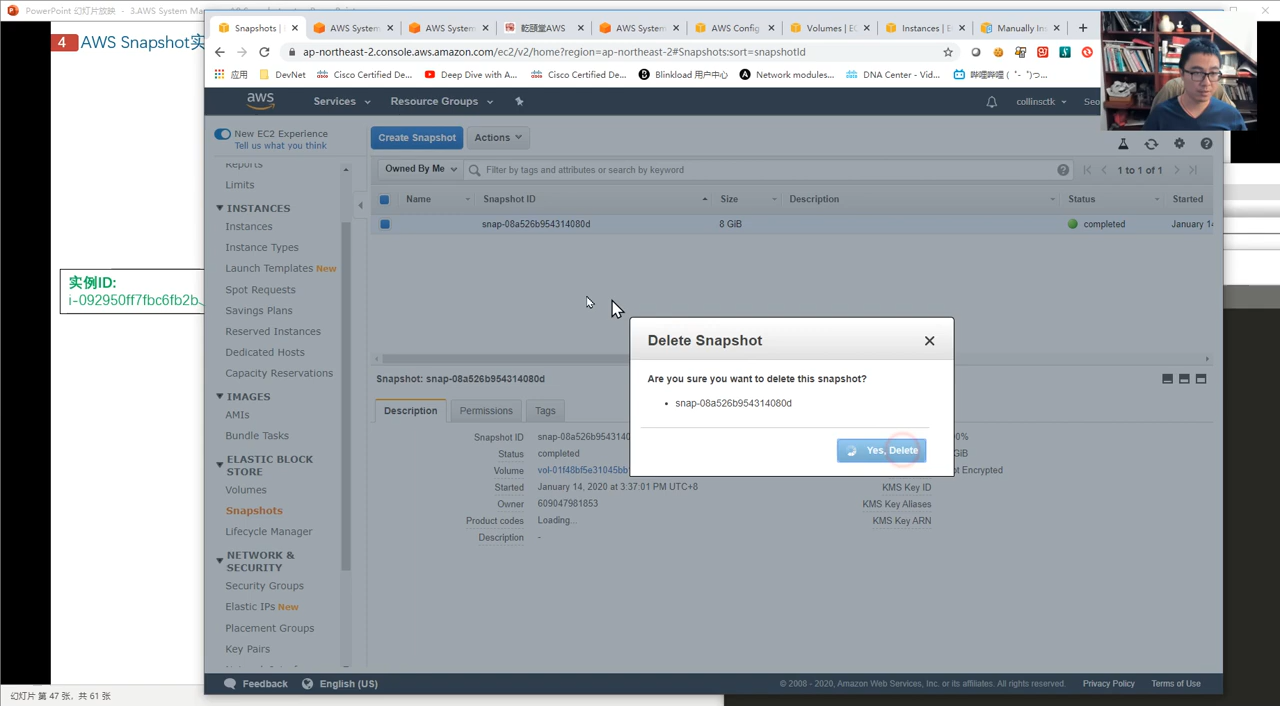 PowerPoint 幻灯片放映 - 3.AWS System Ma
4 AWS Snapshot实
实例ID:
i-092950ff7fbc6fb2b
幻灯片 第 47 张, 共 61 张
Snapshots |
AWS System
AWS System
乾颐堂AWS
AWS System
AWS Config
Volumes | E
Instances | E
Manually In
ap-northeast-2.console.aws
/v2/home?region=ap-northeast-2#Snapshots:sort=snapshotId
应用
DevNet
Cisco Certified De...
Deep Dive on A...
Cisco Certified De...
Blinkload 用户中心
Network modules...
DNA Center - Vid...
哔哩哔哩 (゜-゜)つ...
aws Services Resource Groups collinsctk Seo
New EC2 Experience
Tell us what you think
Reports
Limits
INSTANCES
Instances
Instance Types
Launch Templates New
Spot Requests
Savings Plans
Reserved Instances
Dedicated Hosts
Capacity Reservations
IMAGES
AMIs
Bundle Tasks
ELASTIC BLOCK
STORE
Volumes
Snapshots
Lifecycle Manager
NETWORK &
SECURITY
Security Groups
Elastic IPs New
Placement Groups
Key Pairs
Create Snapshot Actions
Owned By Me Filter by tags and attributes or search by keyword 1 to 1 of 1
Name Snapshot ID Size Description Status Started
snap-08a526b954314080d 8 GiB completed January 14
Delete Snapshot
Are you sure you want to delete this snapshot?
• snap-08a526b954314080d
Yes, Delete
Snapshot: snap-08a526b954314080d
Description Permissions Tags
Snapshot ID snap-08a526b9543140
Status completed
Volume vol-01f48bf5e31045bb
Started January 14, 2020 at 3:37:01 PM UTC+8
Owner 609047981853
Product codes Loading...
Description -
0%
GiB
ot Encrypted
KMS Key ID
KMS Key Aliases
KMS Key ARN
Feedback English (US) © 2008 - 2020, Amazon Web Services, Inc. or its affiliates. All rights reserved. Privacy Policy Terms of Use